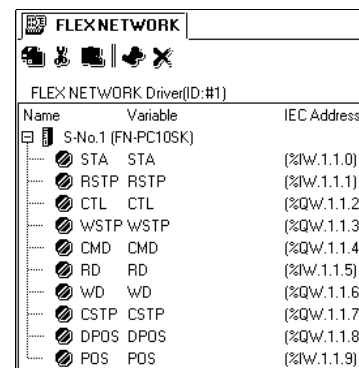 FLEX NETWORK
FLEX NETWORK Driver(ID:#1)
Name Variable IEC Address
S-No.1 (FN-PC10SK)
STA STA (%IW.1.1.0)
RSTP RSTP (%IW.1.1.1)
CTL CTL (%QW.1.1.2
WSTP WSTP (%QW.1.1.3
CMD CMD (%QW.1.1.4
RD RD (%IW.1.1.5)
WD WD (%QW.1.1.6
CSTP CSTP (%QW.1.1.7
DPOS DPOS (%QW.1.1.8
POS POS (%IW.1.1.9)